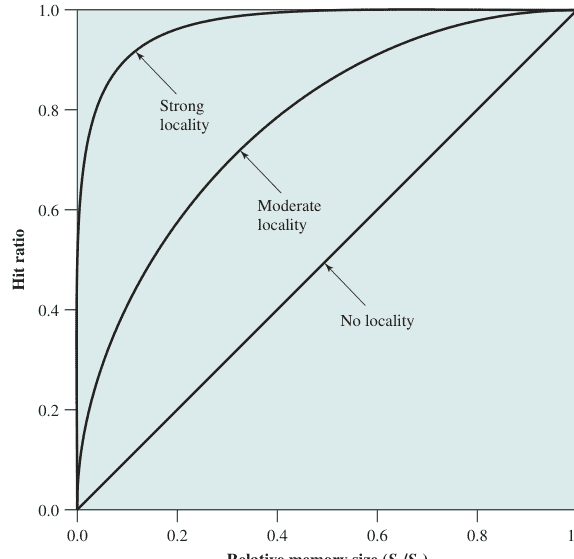 1.0
0.8
0.6
0.4
0.2
0.0
Hit ratio
Strong
locality
Moderate
locality
No locality
0.0
0.2
0.4
0.6
0.8
1
Relative memory size (S